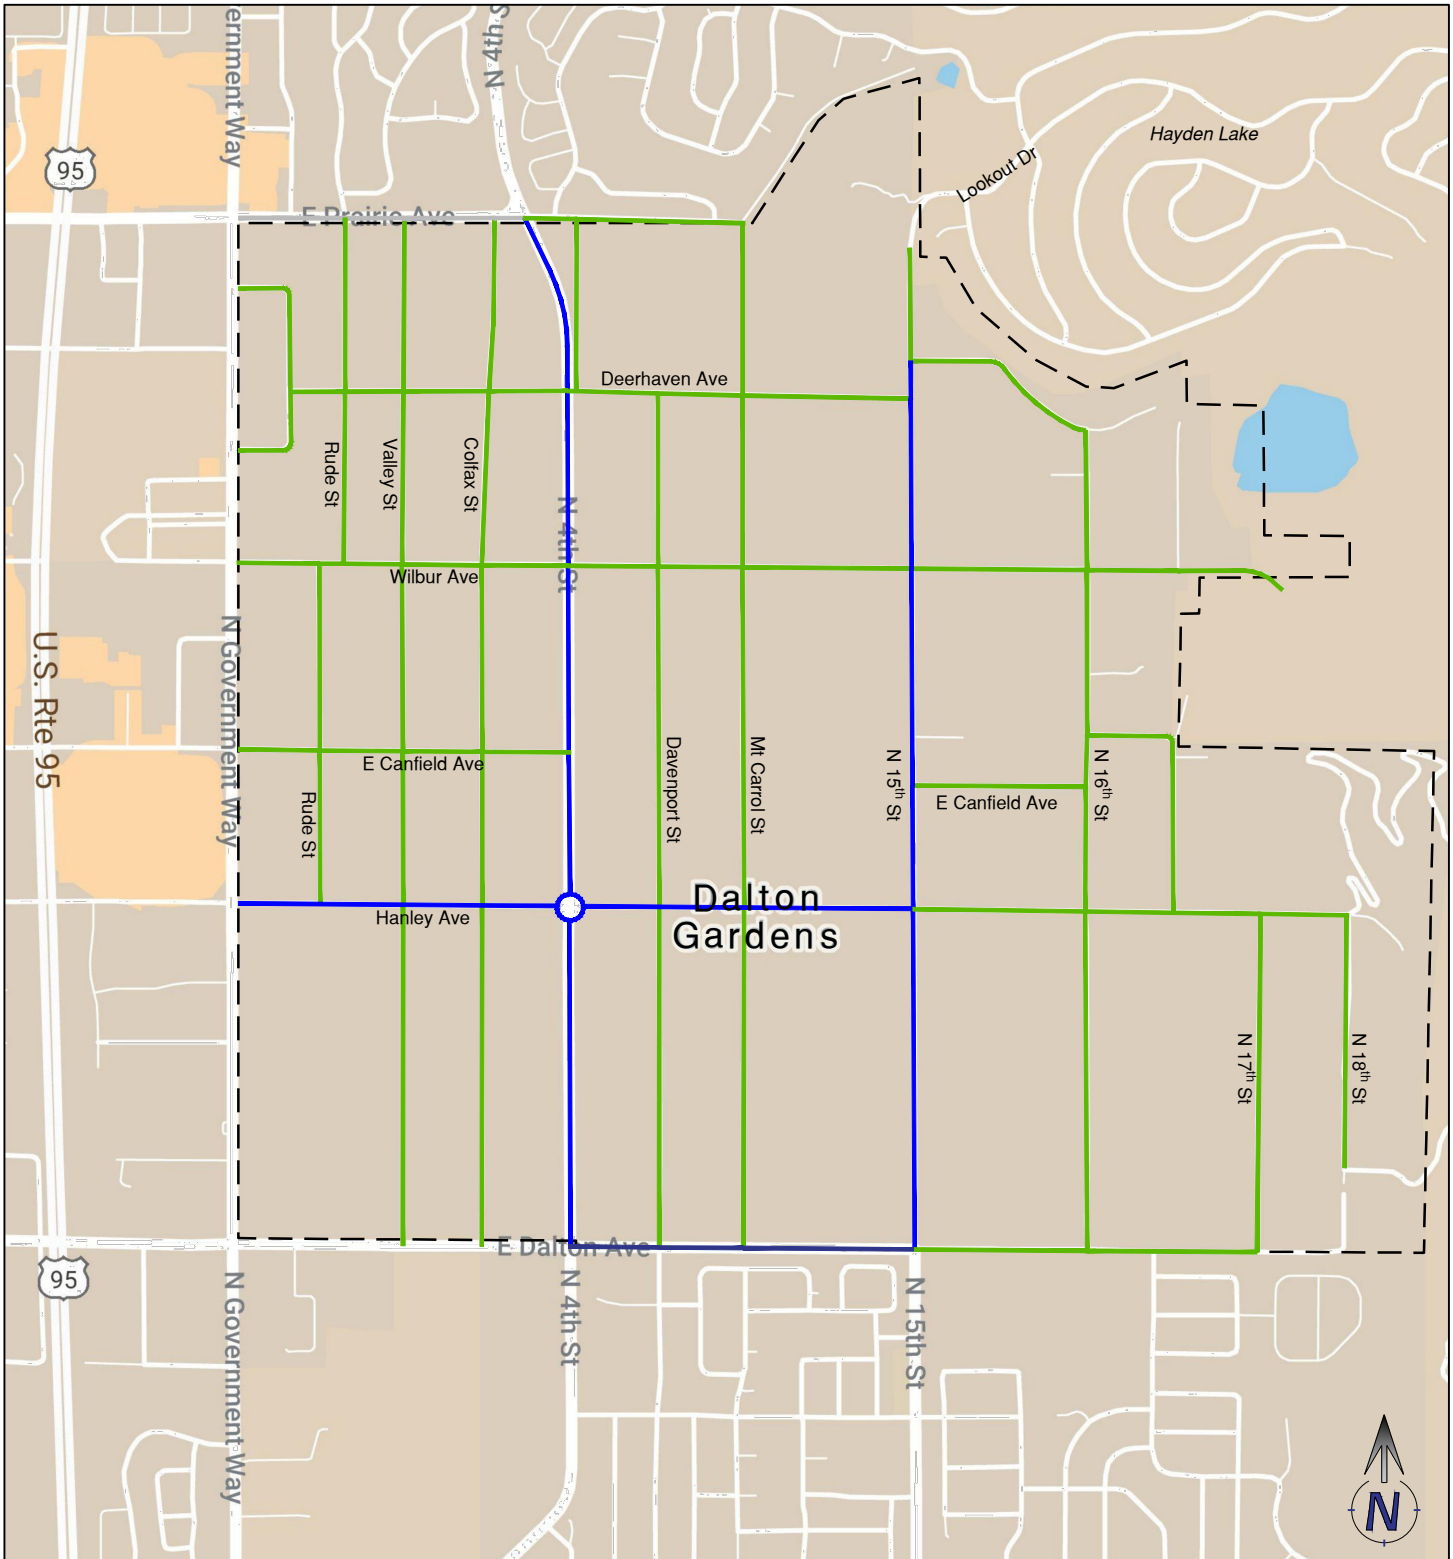 ernment Way
N 4th S
Hayden Lake
Lookout Dr
95
E Prairie Ave
Deerhaven Ave
Rude St
Valley St
Colfax St
N 4th St
Wilbur Ave
N Government Way
U.S. Rte 95
E Canfield Ave
Davenport St
Mt Carrol St
N 15th St
N 16th St
E Canfield Ave
Rude St
Dalton
Gardens
Hanley Ave
N 17th St
N 18th St
E Dalton Ave
95
N Government Way
N 4th St
N 15th St
N